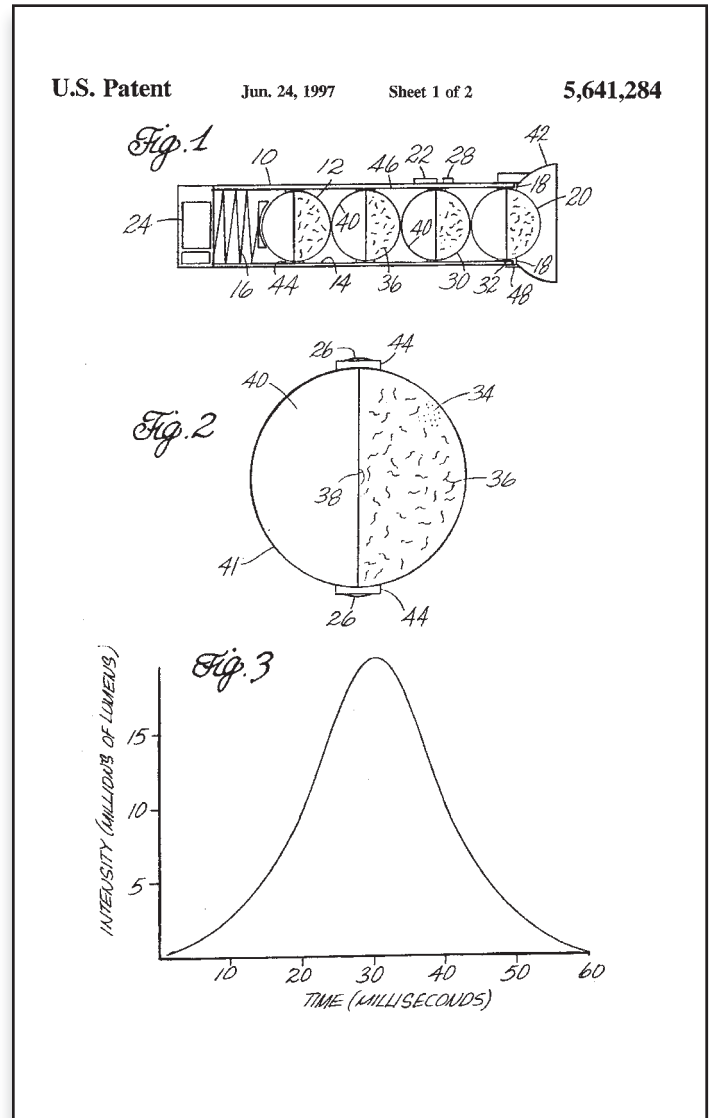 U.S. Patent Jun. 24, 1997 Sheet 1 of 2 5,641,284
Fig. 1
10 12 46 22 28 42
18 20
24 40 40
16 44 14 36 30 32 48 18
Fig. 2
26 44
40 34
38 36
41
26 44
Fig. 3
INTENSITY (MILLIONS OF LUMENS)
15
10
5
10 20 30 40 50 60
TIME (MILLISECONDS)